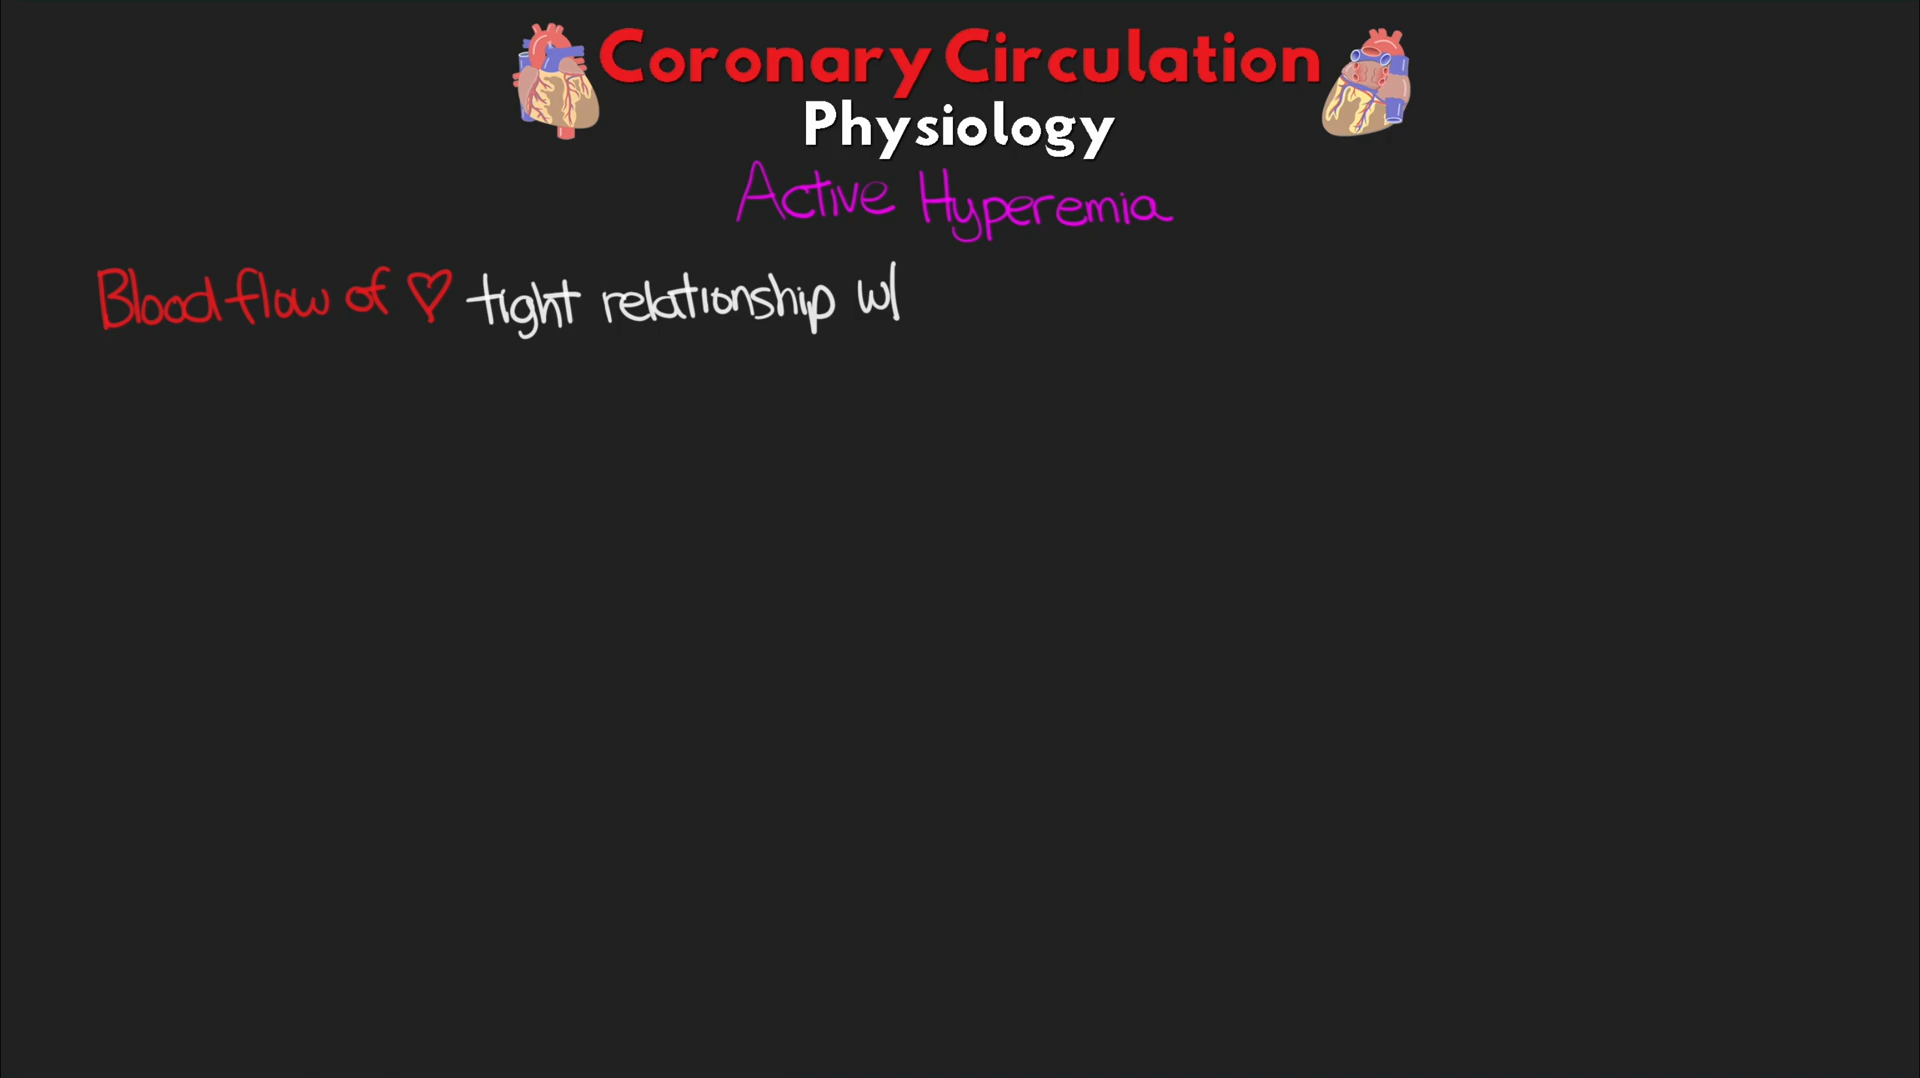 Coronary Circulation
Physiology
Active Hyperemia
Blood flow of ♡ tight relationship w/